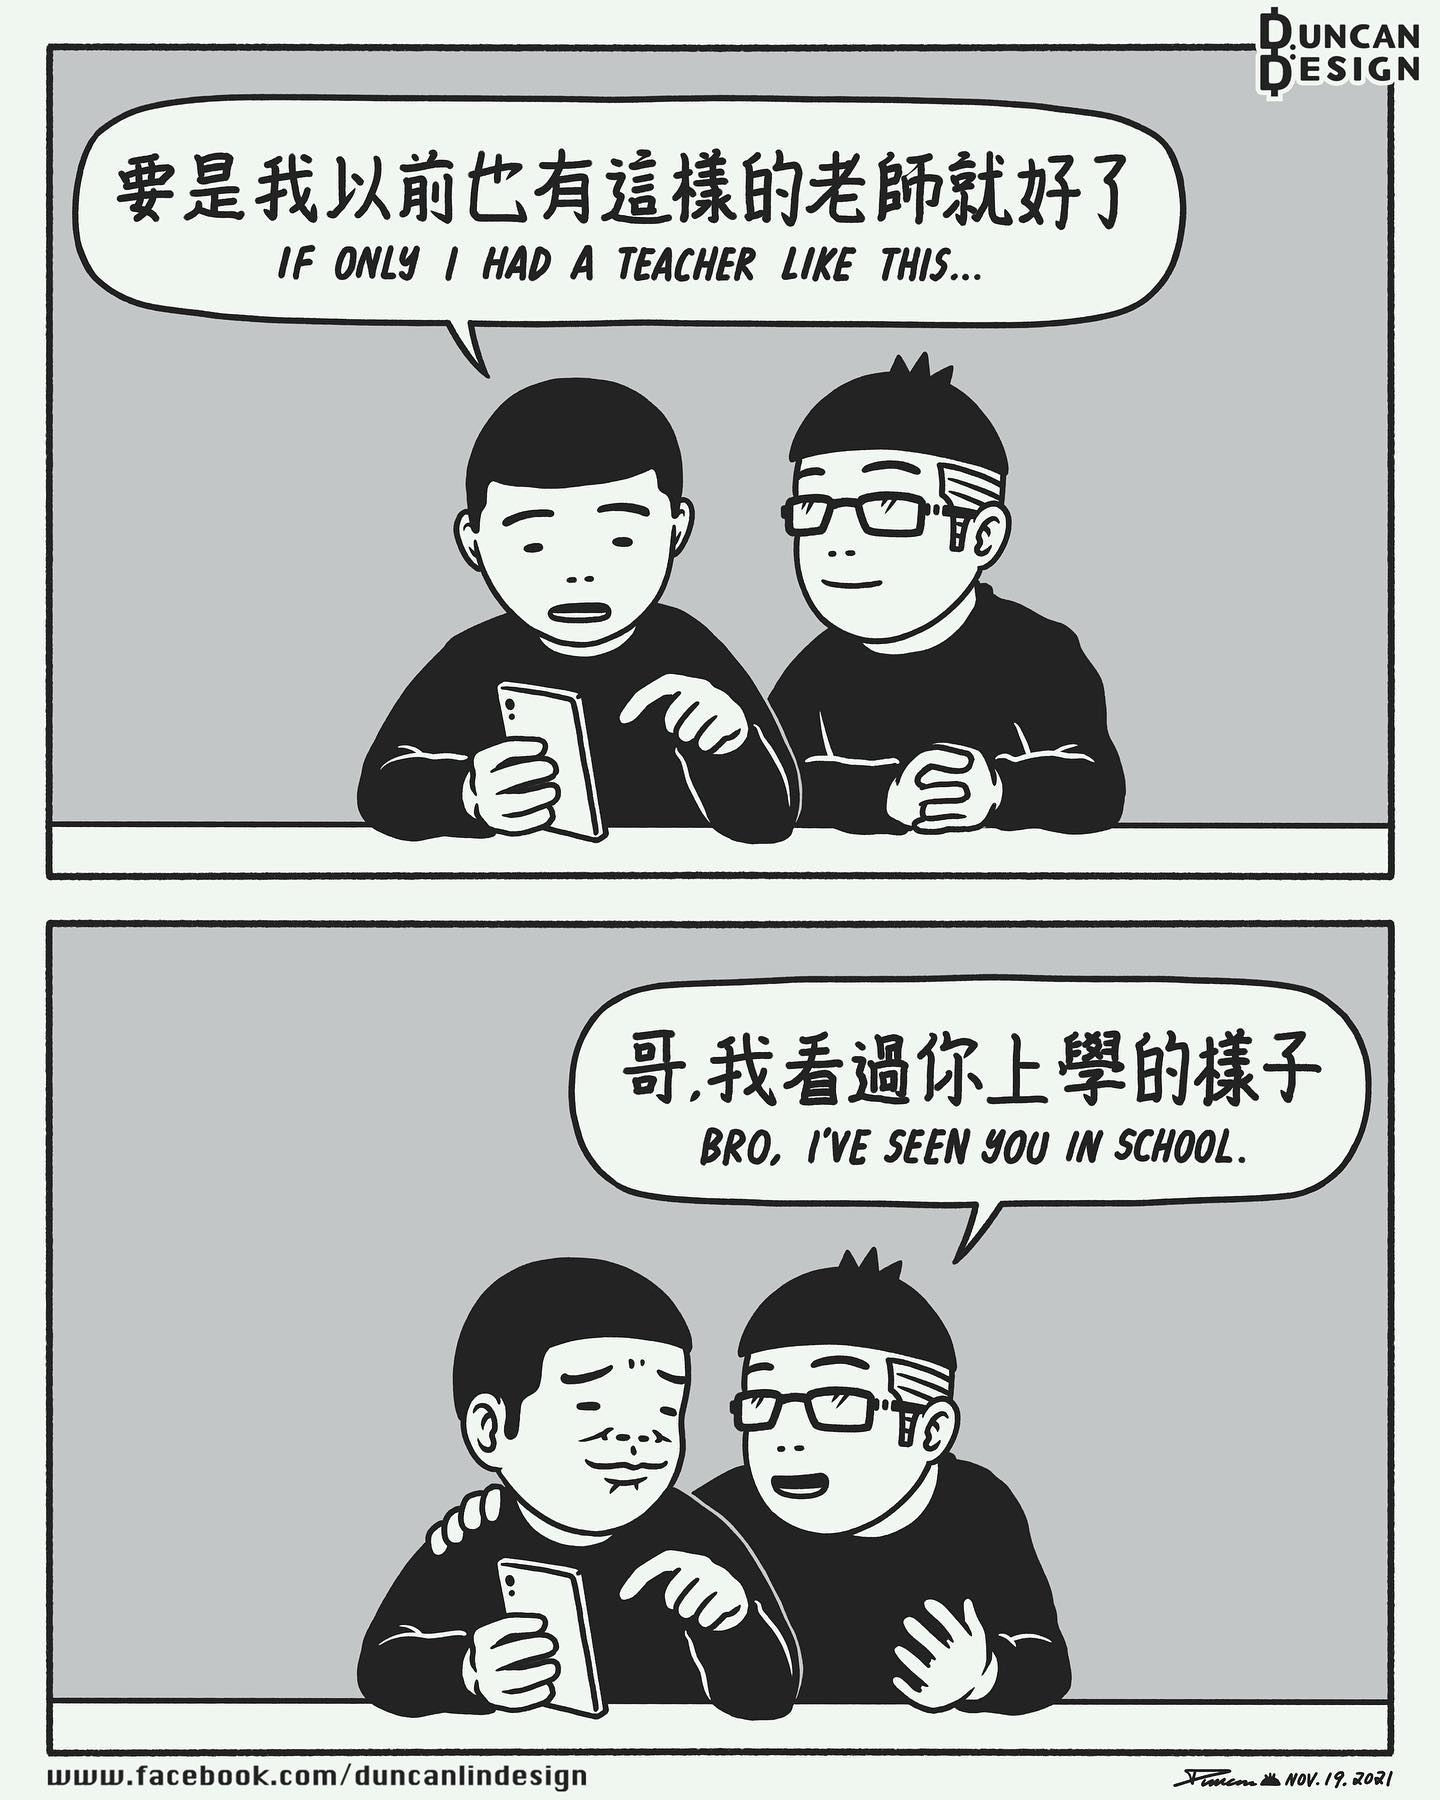 DUNCAN
DESIGN
要是我以前也有這樣的老師就好了
IF ONLY I HAD A TEACHER LIKE THIS...
哥,我看過你上學的樣子
BRO, I'VE SEEN YOU IN SCHOOL.
www.facebook.com/duncanlindesign
Duncan NOV.19.2021